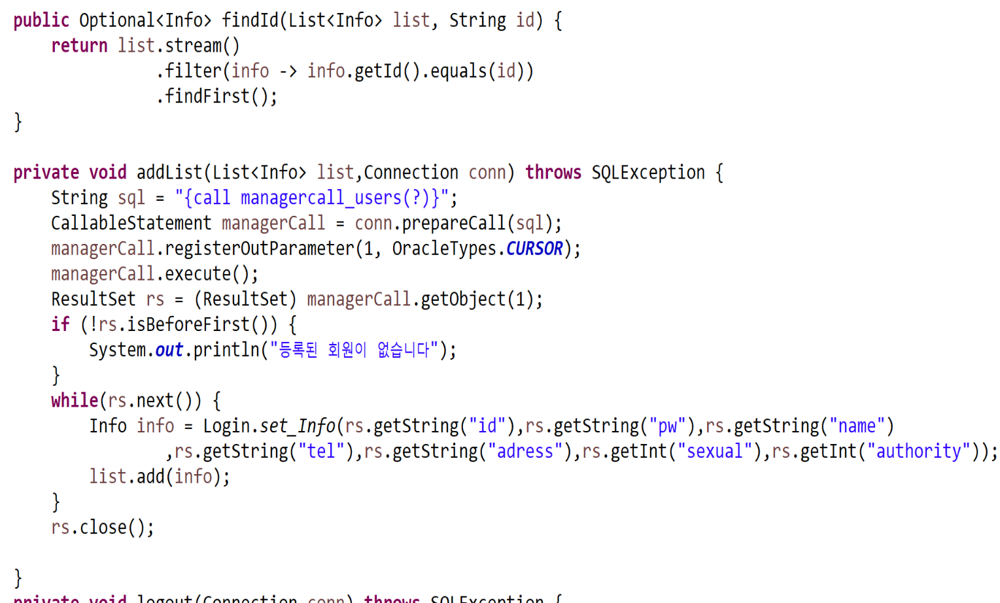 public Optional<Info> findId(List<Info> list, String id) {
    return list.stream()
               .filter(info -> info.getId().equals(id))
               .findFirst();
}
private void addList(List<Info> list,Connection conn) throws SQLException {
    String sql = "{call managercall_users(?)}";
    CallableStatement managerCall = conn.prepareCall(sql);
    managerCall.registerOutParameter(1, OracleTypes.CURSOR);
    managerCall.execute();
    ResultSet rs = (ResultSet) managerCall.getObject(1);
    if (!rs.isBeforeFirst()) {
        System.out.println("등록된 회원이 없습니다");
    }
    while(rs.next()) {
        Info info = Login.set_Info(rs.getString("id"),rs.getString("pw"),rs.getString("name")
                ,rs.getString("tel"),rs.getString("adress"),rs.getInt("sexual"),rs.getInt("authority"));
        list.add(info);
    }
    rs.close();
}
private void logout(Connection conn) throws SQLException {